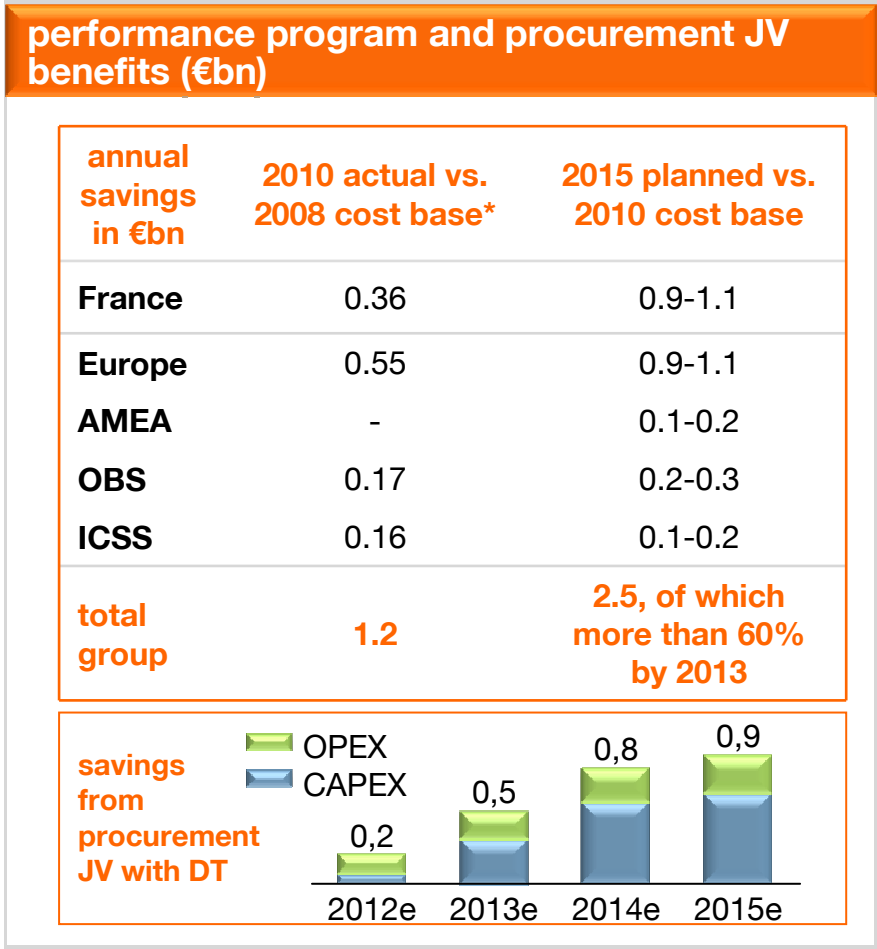 performance program and procurement JV
benefits (€bn)
annual
savings
in €bn
2010 actual vs.
2008 cost base*
2015 planned vs.
2010 cost base
France 0.36 0.9-1.1
Europe 0.55 0.9-1.1
AMEA - 0.1-0.2
OBS 0.17 0.2-0.3
ICSS 0.16 0.1-0.2
total
group
1.2
2.5, of which
more than 60%
by 2013
savings
from
procurement
JV with DT
OPEX
CAPEX
0,2 0,5 0,8 0,9
2012e 2013e 2014e 2015e